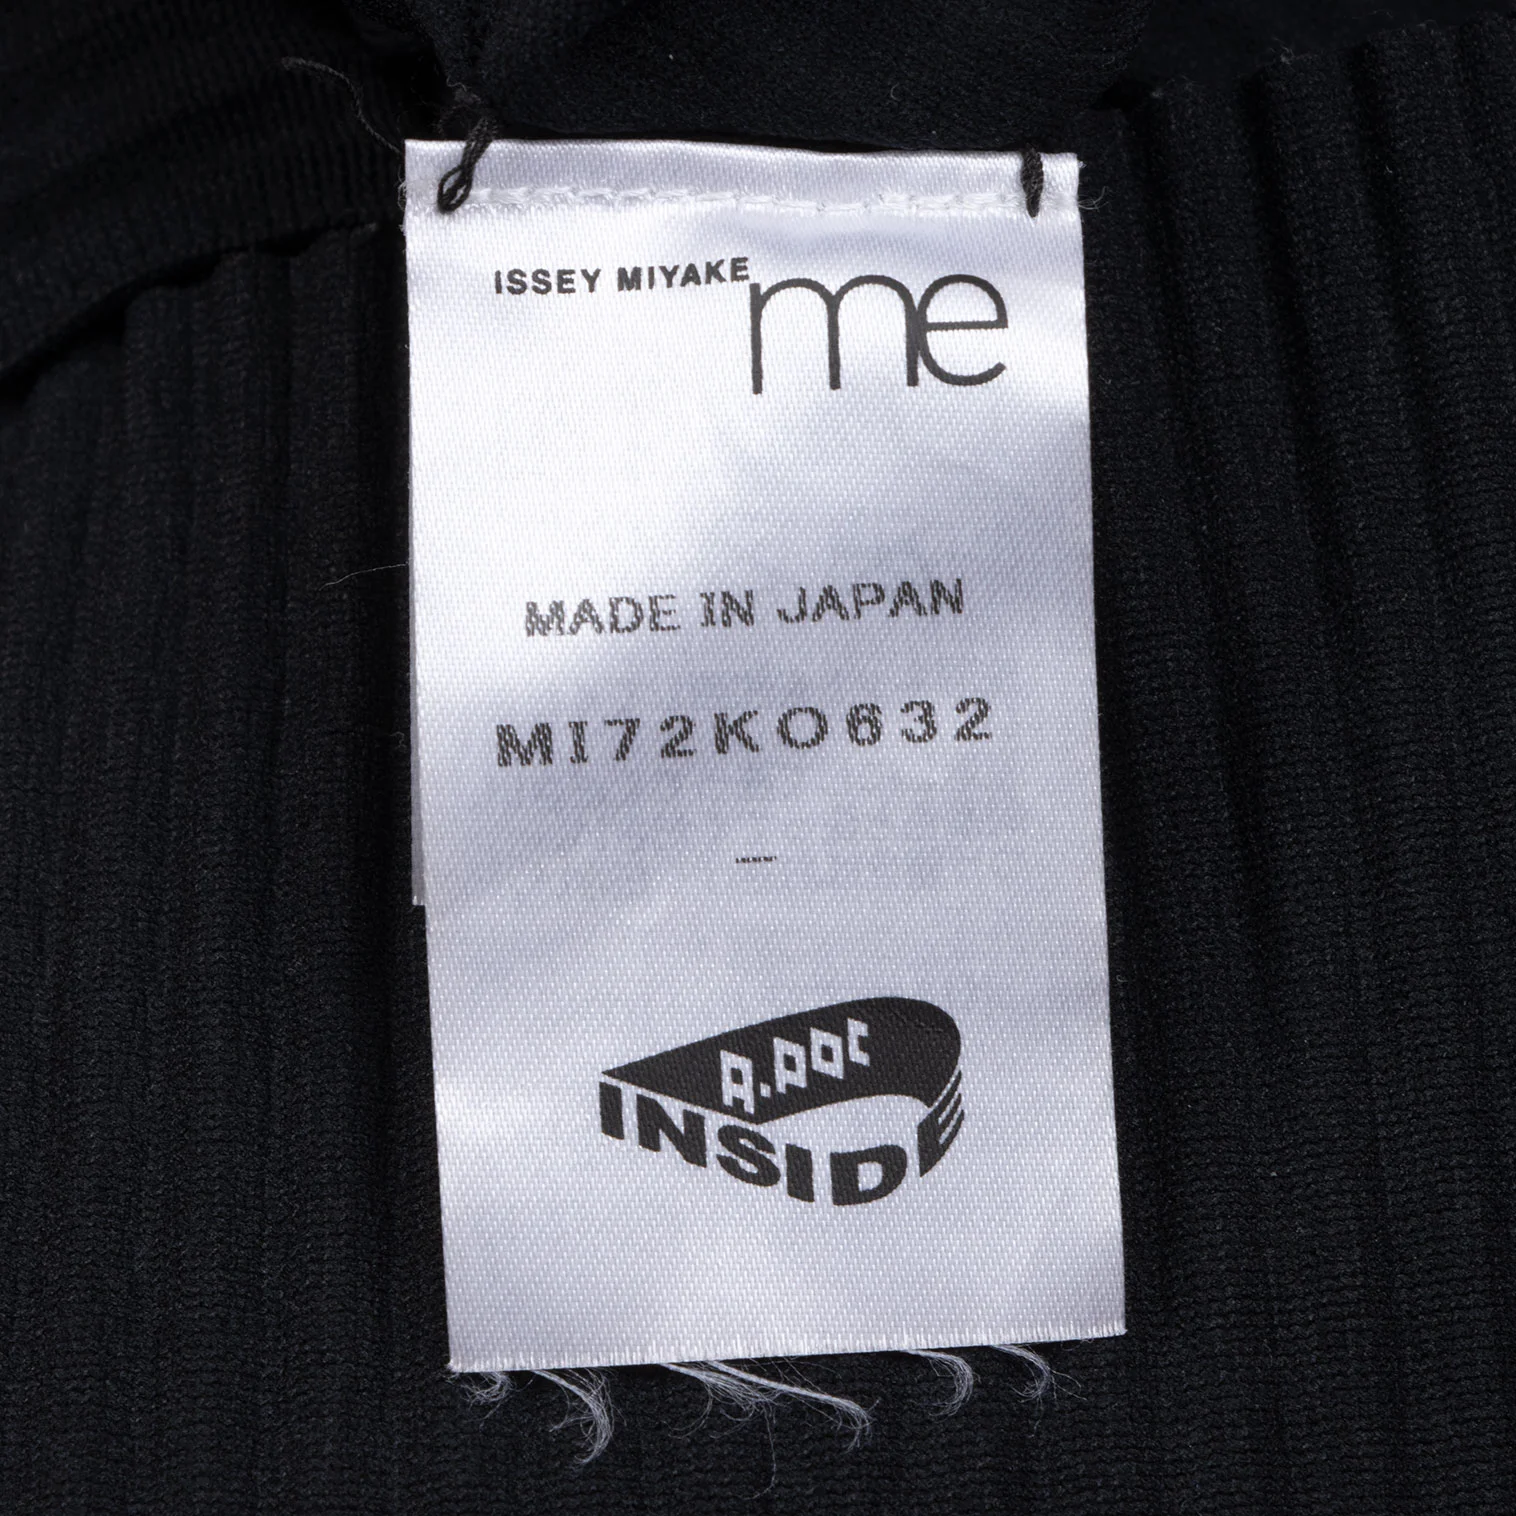 ISSEY MIYAKE me
MADE IN JAPAN
MI72KO632
A.POC
INSIDE